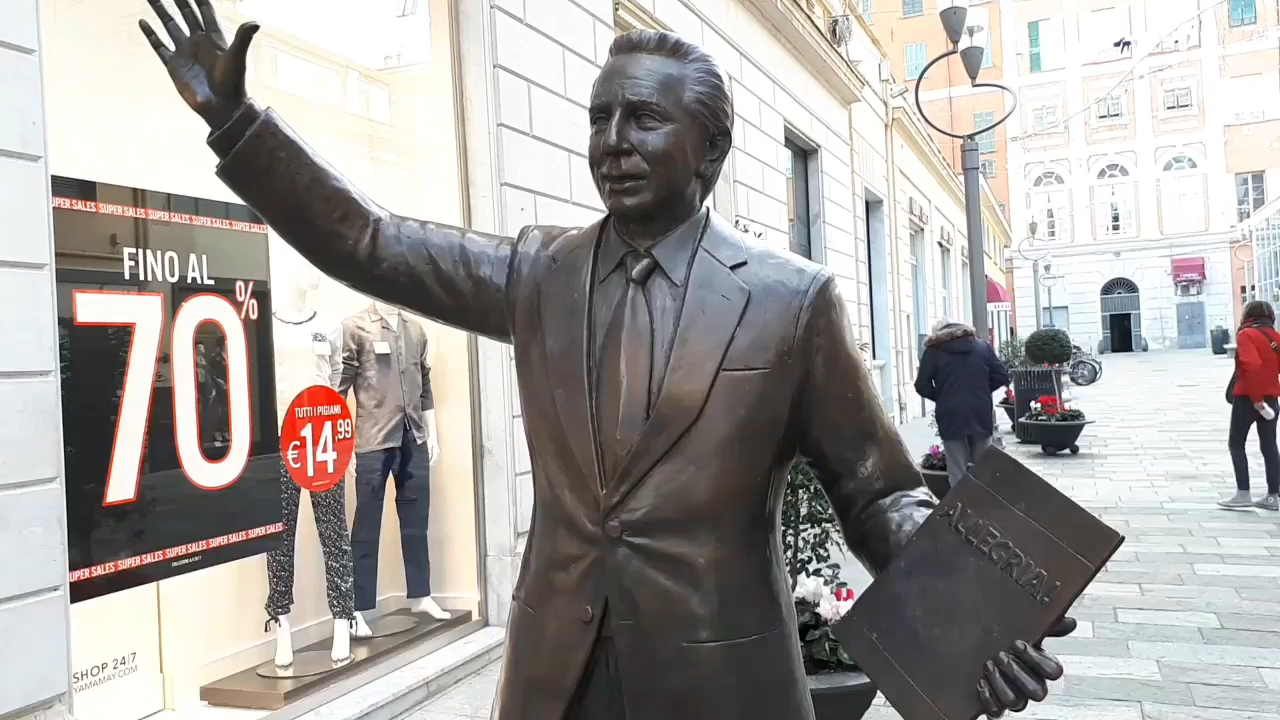 SUPER SALES SUPER SALES SUPER SALES SUPER SALES
FINO AL
70%
TUTTI I PIGIAMI
€14,99
SUPER SALES SUPER SALES SUPER SALES SUPER SALES
SHOP 24|7
YAMAMAY.COM
ALLEGRIA!